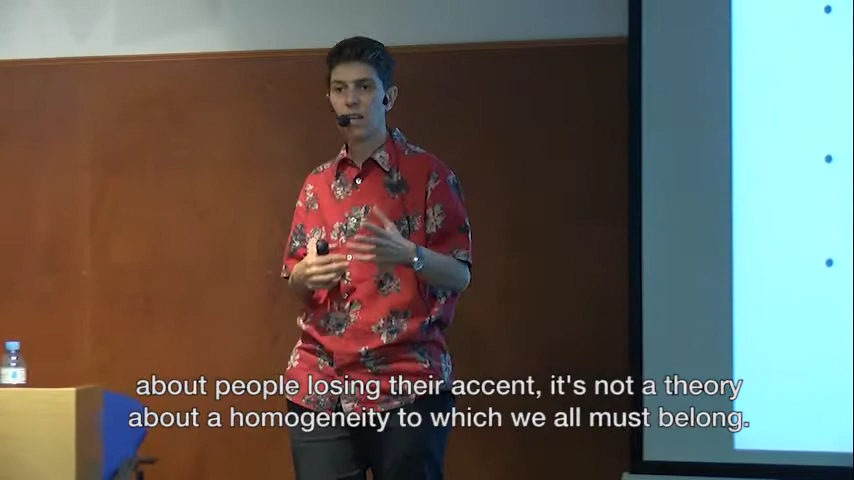 about people losing their accent, it's not a theory
about a homogeneity to which we all must belong.